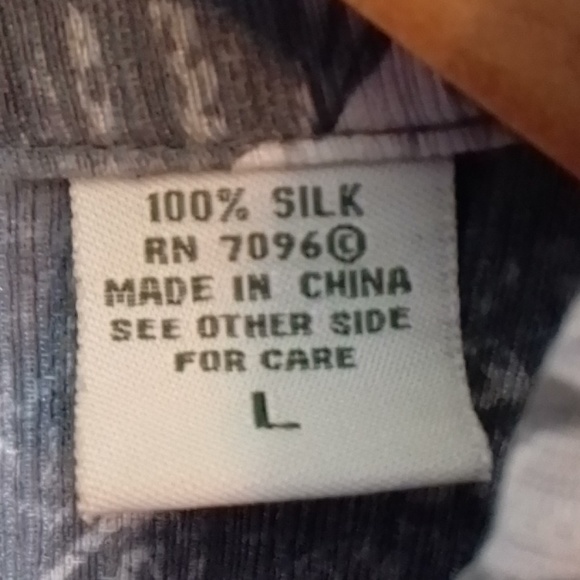 100% SILK
RN 7096©
MADE IN CHINA
SEE OTHER SIDE
FOR CARE
L